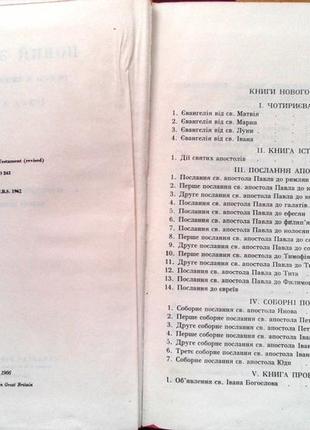 Testament (revised)
243
B.S. 1962
1966
in Great Britain
КНИГИ НОВОГО
І. ЧОТИРИЄВА
1. Євангелія від св. Матвія
2. Євангелія від св. Марка
3. Євангелія від св. Луки
4. Євангелія від св. Івана
ІІ. КНИГА ІСТ
1. Дії святих апостолів
ІІІ. ПОСЛАННЯ АПО
1. Послання св. апостола Павла до римлян
2. Перше послання св. апостола Павла до к
3. Друге послання св. апостола Павла до к
4. Послання св. апостола Павла до галатів
5. Послання св. апостола Павла до ефесян
6. Послання св. апостола Павла до филип'я
7. Послання св. апостола Павла до колосян
8. Перше послання св. апостола Павла до со
9. Друге послання св. апостола Павла до со
10. Перше послання св. апостола Павла до Тимофія
11. Друге послання св. апостола Павла до Ти
12. Послання св. апостола Павла до Тита
13. Послання св. апостола Павла до Филимо
14. Послання до євреїв
IV. СОБОРНІ ПО
1. Соборне послання св. апостола Якова
2. Перше соборне послання св. апостола Пет
3. Друге соборне послання св. апостола Пет
4. Перше соборне послання св. апостола Іва
5. Друге соборне послання св. апостола Іван
6. Третє соборне послання св. апостола Іва
7. Соборне послання св. апостола Юди
V. КНИГА ПРОР
1. Об'явлення св. Івана Богослова